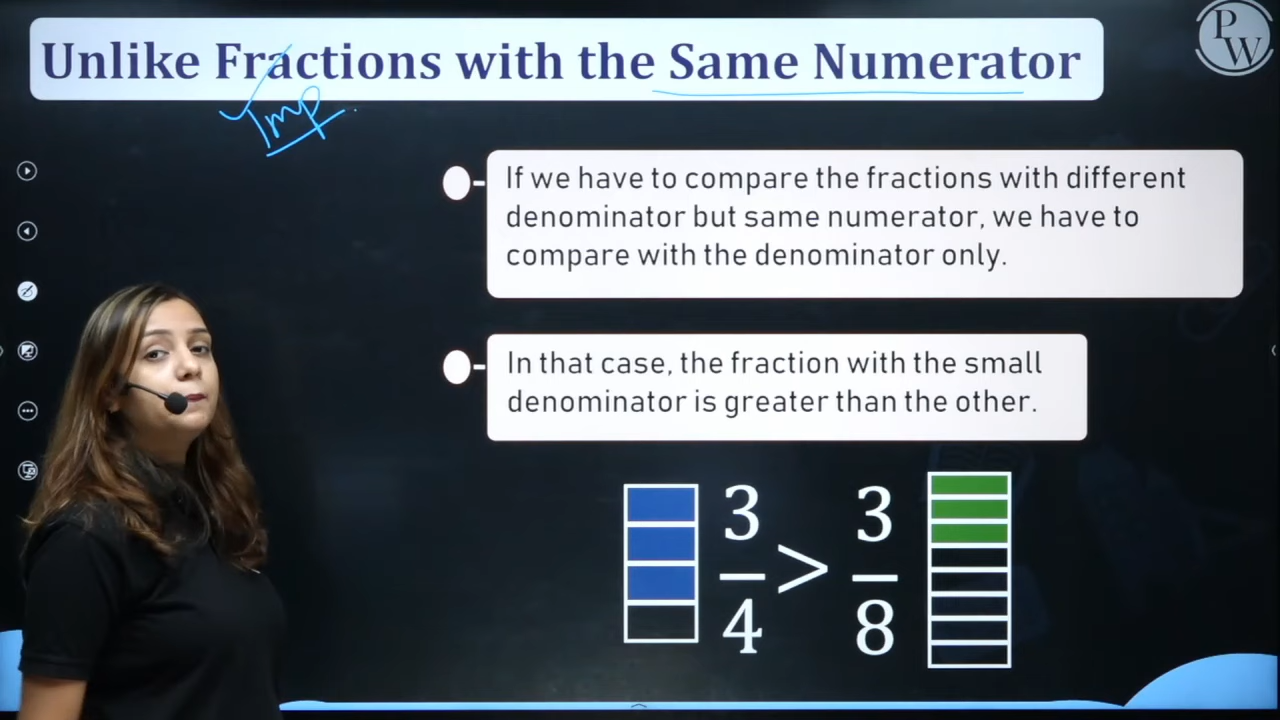 Unlike Fractions with the Same Numerator
PW
Imp
If we have to compare the fractions with different
denominator but same numerator, we have to
compare with the denominator only.
In that case, the fraction with the small
denominator is greater than the other.
3/4 > 3/8